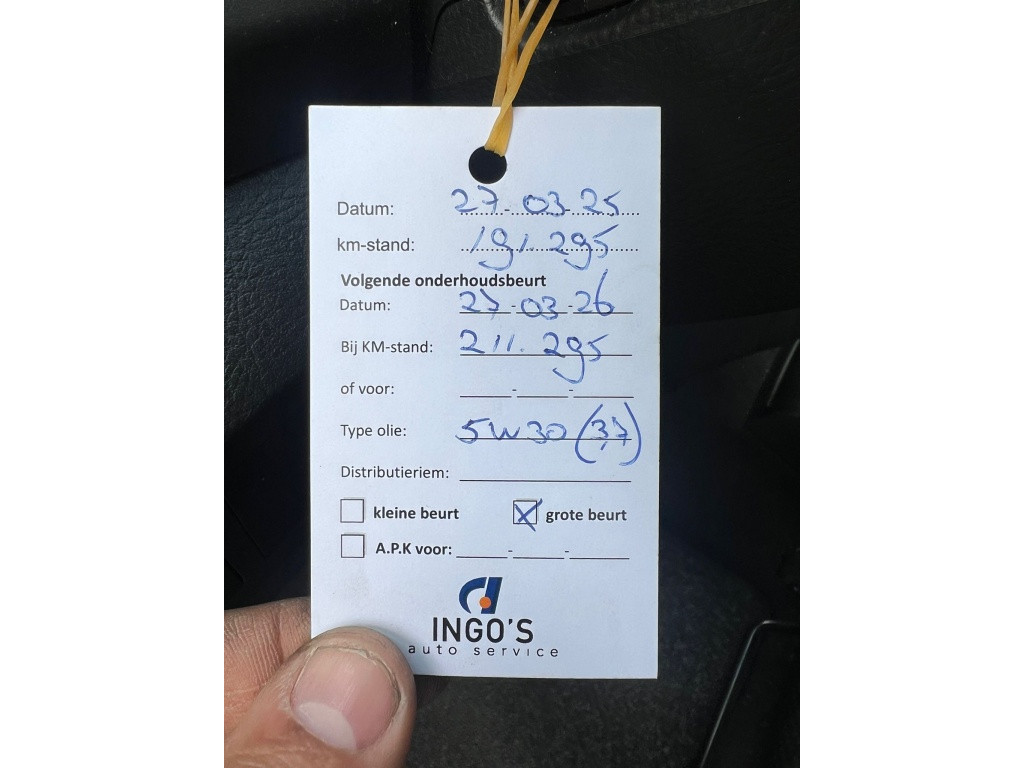 Datum: 27-03-25
km-stand: 191.295
Volgende onderhoudsbeurt
Datum: 27-03-26
Bij KM-stand: 211.295
of voor: - -
Type olie: 5W30 (3,7)
Distributieriem:
kleine beurt grote beurt
A.P.K voor: - -
INGO'S
auto service